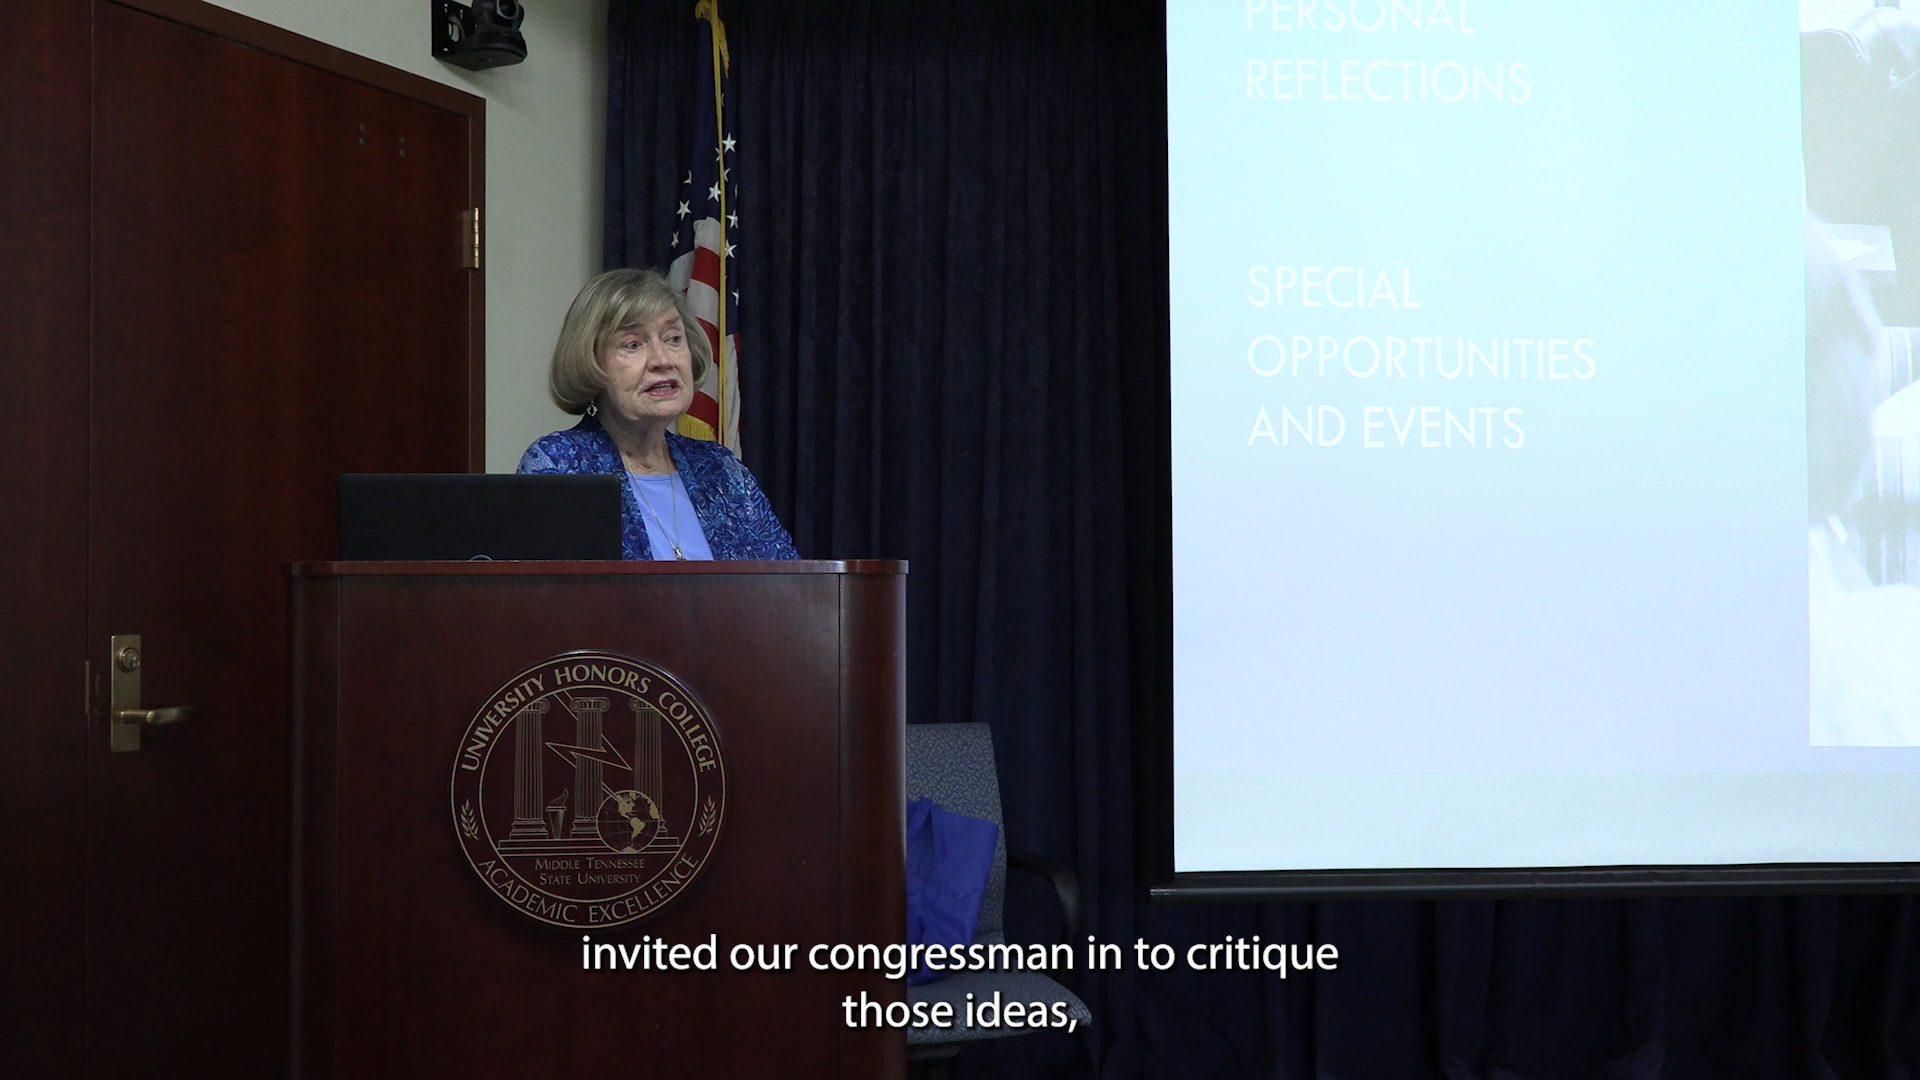 PERSONAL
REFLECTIONS
SPECIAL
OPPORTUNITIES
AND EVENTS
UNIVERSITY HONORS COLLEGE
MIDDLE TENNESSEE
STATE UNIVERSITY
ACADEMIC EXCELLENCE
invited our congressman in to critique
those ideas,